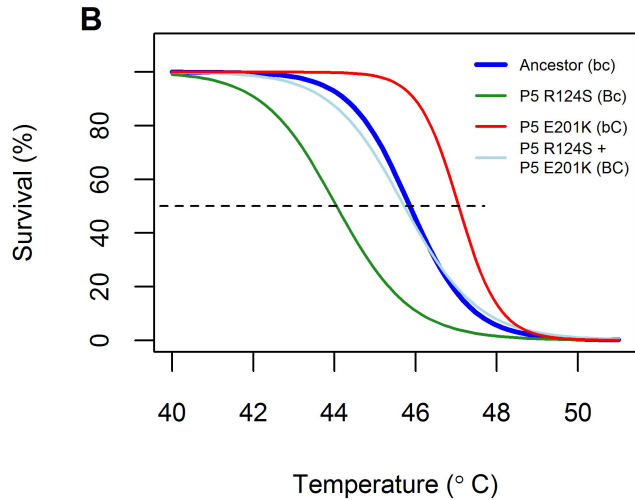 B
Survival (%)
80
60
40
20
0
40
42
44
46
48
50
Temperature (° C)
Ancestor (bc)
P5 R124S (Bc)
P5 E201K (bC)
P5 R124S +
P5 E201K (BC)